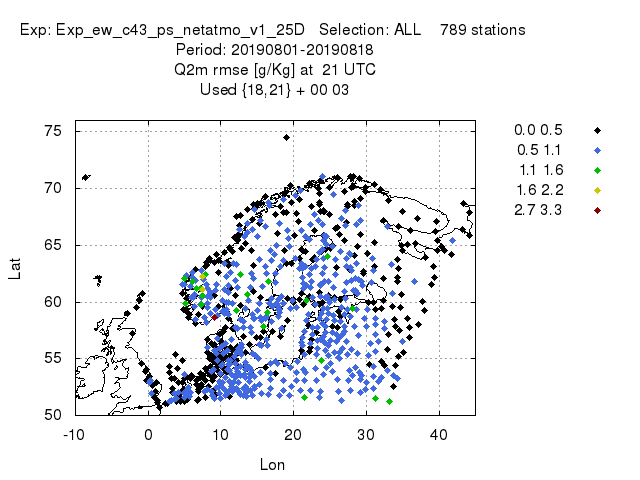 Exp: Exp_ew_c43_ps_netatmo_v1_25D Selection: ALL 789 stations
Period: 20190801-20190818
Q2m rmse [g/Kg] at 21 UTC
Used {18,21} + 00 03
0.0 0.5
0.5 1.1
1.1 1.6
1.6 2.2
2.7 3.3
75
70
65
60
55
50
Lat
-10 0 10 20 30 40
Lon